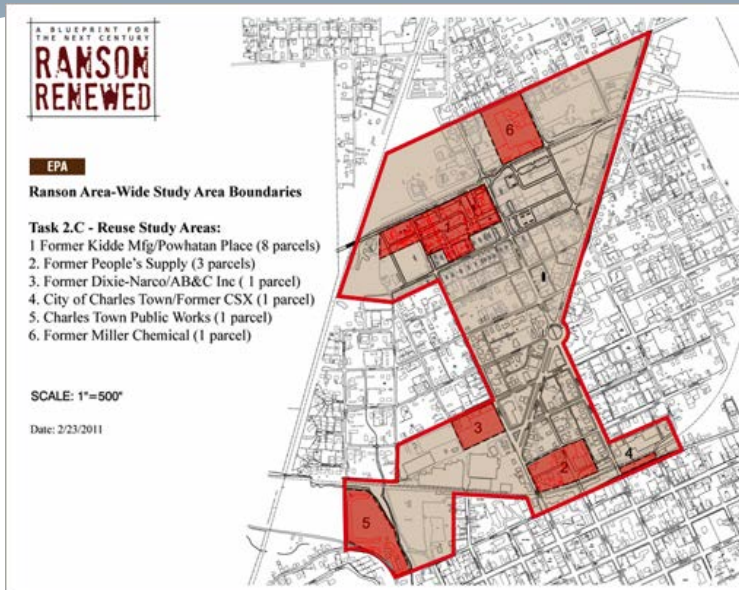 A BLUEPRINT FOR
THE NEXT CENTURY
RANSON
RENEWED
EPA
Ranson Area-Wide Study Area Boundaries
Task 2.C - Reuse Study Areas:
1 Former Kidde Mfg/Powhatan Place (8 parcels)
2. Former People's Supply (3 parcels)
3. Former Dixie-Narco/AB&C Inc ( 1 parcel)
4. City of Charles Town/Former CSX (1 parcel)
5. Charles Town Public Works (1 parcel)
6. Former Miller Chemical (1 parcel)
SCALE: 1"=500"
Date: 2/23/2011
6
1
3
2
4
5